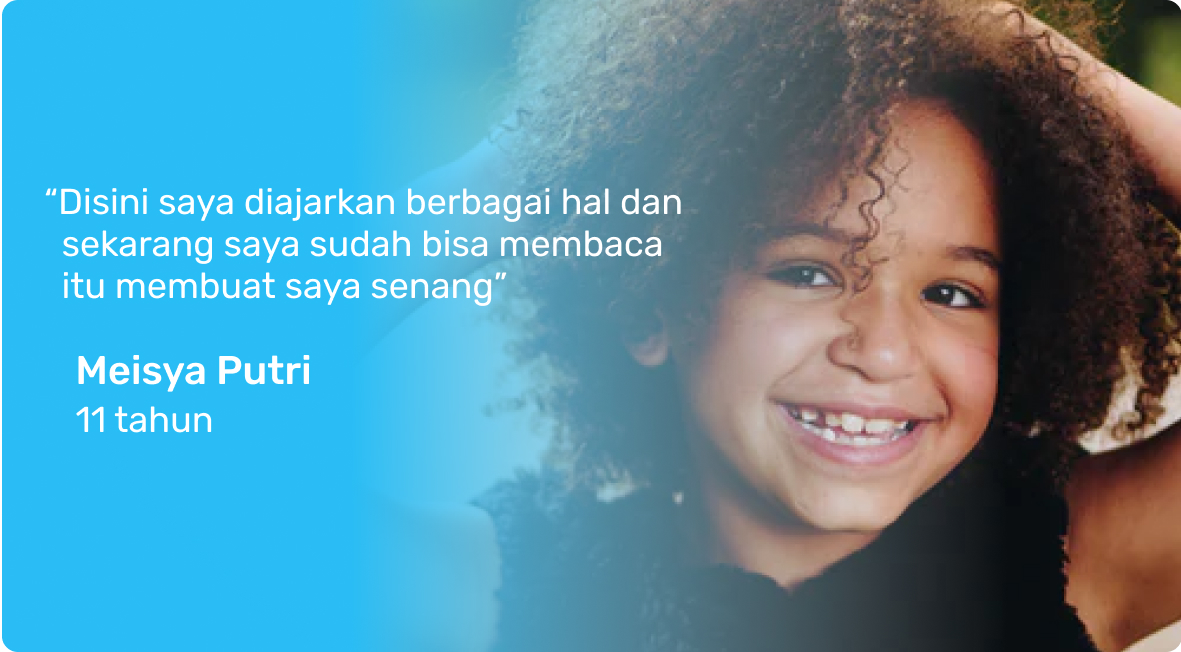 “Disini saya diajarkan berbagai hal dan
sekarang saya sudah bisa membaca
itu membuat saya senang”
Meisya Putri
11 tahun